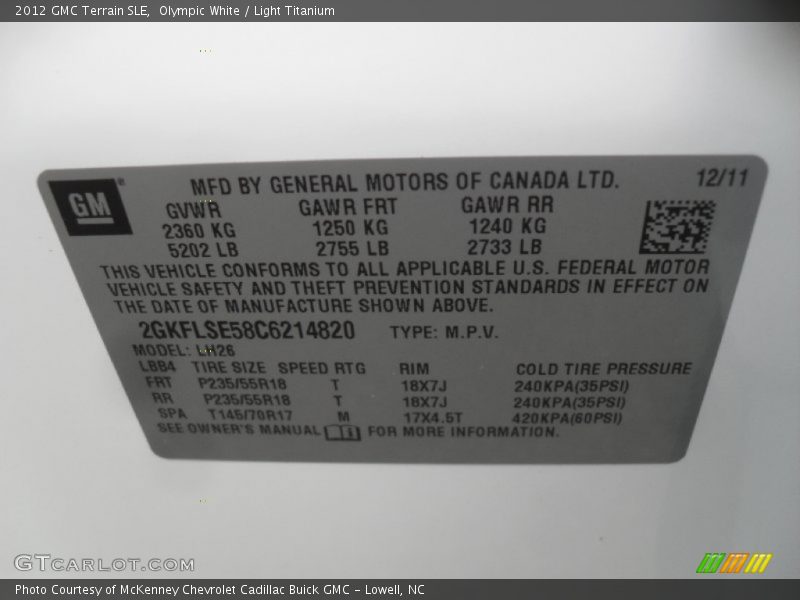 2012 GMC Terrain SLE, Olympic White / Light Titanium
GM
MFD BY GENERAL MOTORS OF CANADA LTD. 12/11
GVWR GAWR FRT GAWR RR
2360 KG 1250 KG 1240 KG
5202 LB 2755 LB 2733 LB
THIS VEHICLE CONFORMS TO ALL APPLICABLE U.S. FEDERAL MOTOR
VEHICLE SAFETY AND THEFT PREVENTION STANDARDS IN EFFECT ON
THE DATE OF MANUFACTURE SHOWN ABOVE.
2GKFLSE58C6214820 TYPE: M.P.V.
MODEL: LH26
LBB4 TIRE SIZE SPEED RTG RIM COLD TIRE PRESSURE
FRT P235/55R18 T 18X7J 240KPA(35PSI)
RR P235/55R18 T 18X7J 240KPA(35PSI)
SPA T145/70R17 M 17X4.5T 420KPA(60PSI)
SEE OWNER'S MANUAL FOR MORE INFORMATION.
GTCARLOT.COM
Photo Courtesy of McKenney Chevrolet Cadillac Buick GMC - Lowell, NC